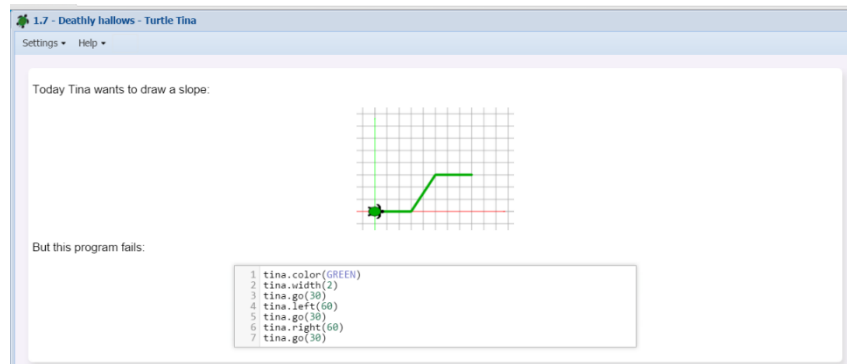 1.7 - Deathly hallows - Turtle Tina
Settings ▾ Help ▾
Today Tina wants to draw a slope:
But this program fails:
1 tina.color(GREEN)
2 tina.width(2)
3 tina.go(30)
4 tina.left(60)
5 tina.go(30)
6 tina.right(60)
7 tina.go(30)